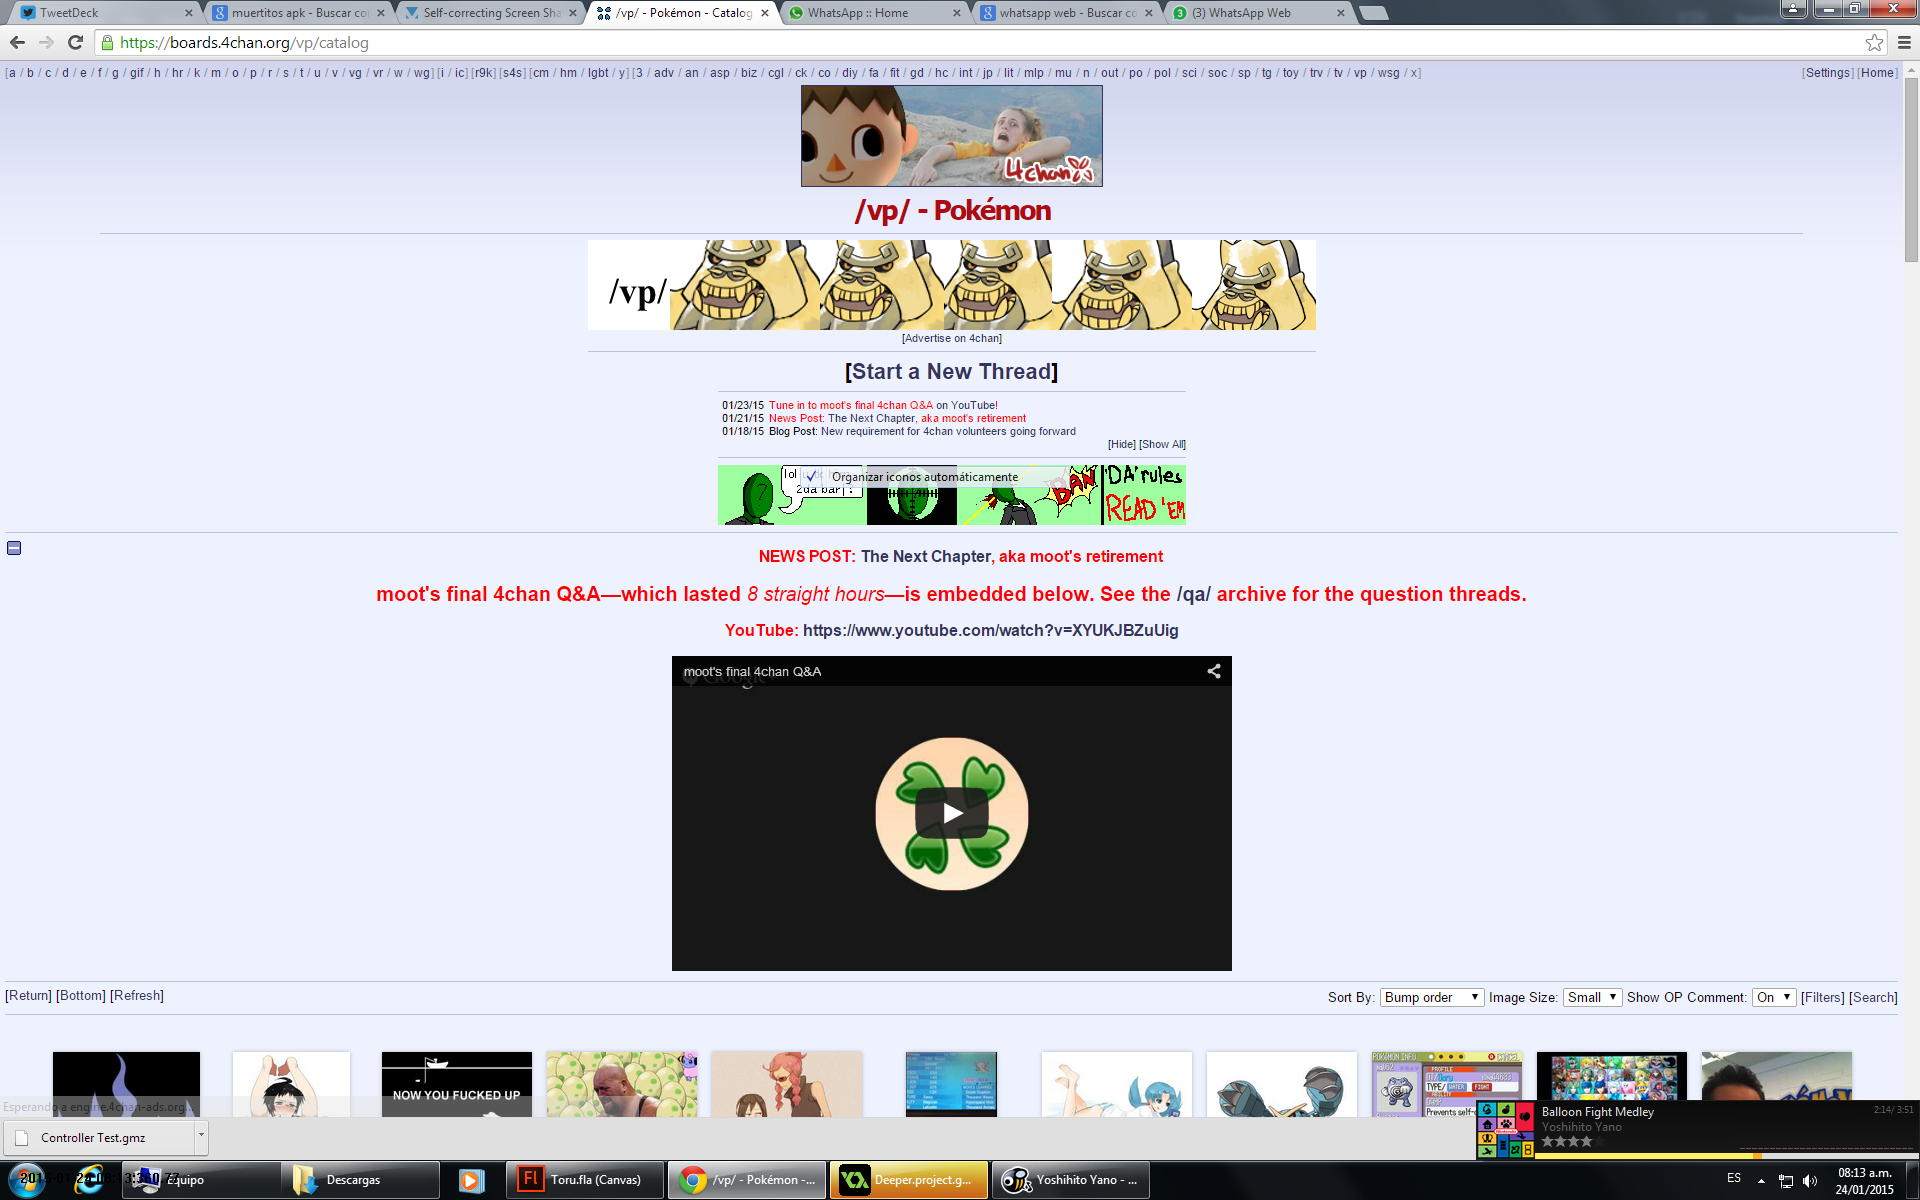 TweetDeck
muertitos apk - Buscar co
Self-correcting Screen Sha
/vp/ - Pokémon - Catalog
WhatsApp :: Home
whatsapp web - Buscar co
(3) WhatsApp Web
https://boards.4chan.org/vp/catalog
[a / b / c / d / e / f / g / gif / h / hr / k / m / o / p / r / s / t / u / v / vg / vr / w / wg] [i / ic] [r9k] [s4s] [cm / hm / lgbt / y] [3 / adv / an / asp / biz / cgl / ck / co / diy / fa / fit / gd / hc / int / jp / lit / mlp / mu / n / out / po / pol / sci / soc / sp / tg / toy / trv / tv / vp / wsg / x]
[Settings] [Home]
4chan
/vp/ - Pokémon
/vp/
[Advertise on 4chan]
[Start a New Thread]
01/23/15 Tune in to moot's final 4chan Q&A on YouTube!
01/21/15 News Post: The Next Chapter, aka moot's retirement
01/18/15 Blog Post: New requirement for 4chan volunteers going forward
[Hide] [Show All]
lol
2da bar
Organizar iconos automáticamente
BAN
'DA' rules
READ 'EM
NEWS POST: The Next Chapter, aka moot's retirement
moot's final 4chan Q&A—which lasted 8 straight hours—is embedded below. See the /qa/ archive for the question threads.
YouTube: https://www.youtube.com/watch?v=XYUKJBZuUig
moot's final 4chan Q&A
[Return] [Bottom] [Refresh]
Sort By: Bump order Image Size: Small Show OP Comment: On [Filters] [Search]
NOW YOU FUCKED UP
POKéMON INFO
CANCEL
PROFILE
TYPE/ WATER FIGHT
ABILITY
DAMP
Prevents self-
Esperando a engine.4chan-ads.org...
Controller Test.gmz
Balloon Fight Medley
2:14/ 3:51
Yoshihito Yano
Equipo
Descargas
Toru.fla (Canvas)
/vp/ - Pokémon -...
Deeper.project.g...
Yoshihito Yano - ...
ES
08:13 a.m.
24/01/2015